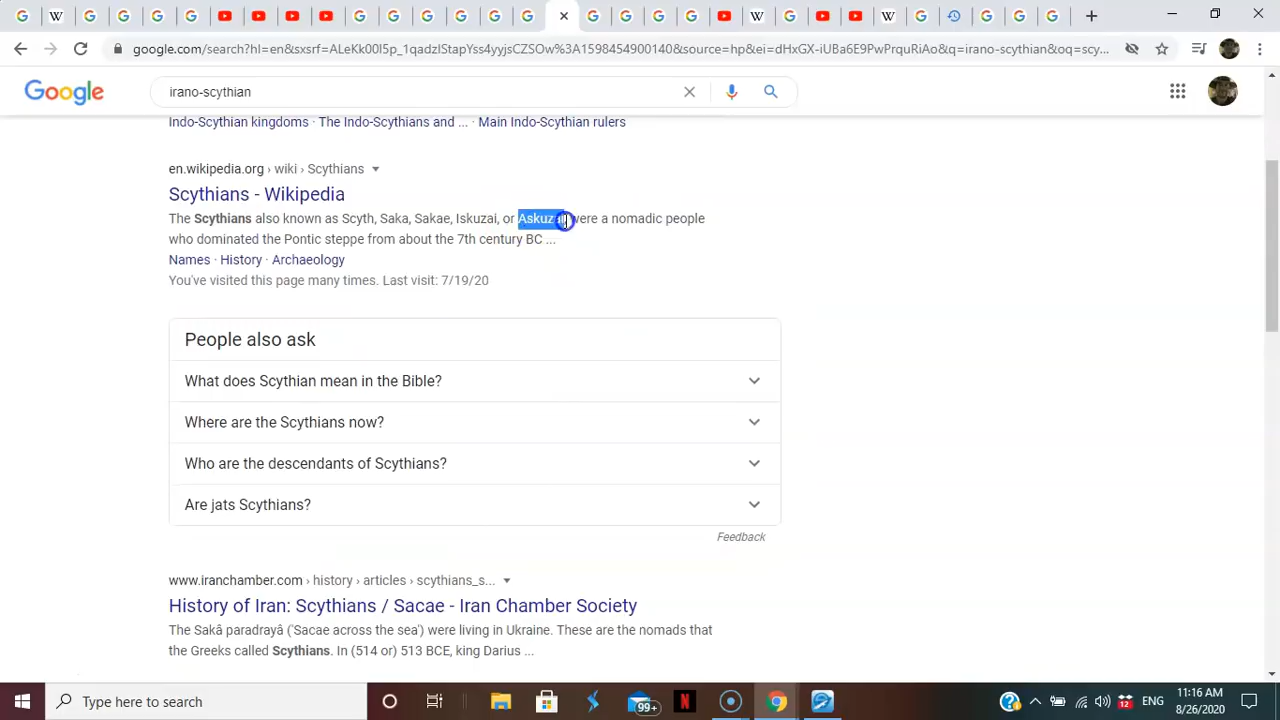 google.com/search?hl=en&sxsrf=ALeKk00I5p_1qadzlStapYss4yyjsCZSOw%3A1598454900140&source=hp&ei=dHxGX-iUBa6E9PwPrquRiAo&q=irano-scythian&oq=scy...
Google
irano-scythian
Indo-Scythian kingdoms · The Indo-Scythians and ... · Main Indo-Scythian rulers
en.wikipedia.org › wiki › Scythians
Scythians - Wikipedia
The Scythians also known as Scyth, Saka, Sakae, Iskuzai, or Askuzai, were a nomadic people
who dominated the Pontic steppe from about the 7th century BC ...
Names · History · Archaeology
You've visited this page many times. Last visit: 7/19/20
People also ask
What does Scythian mean in the Bible?
Where are the Scythians now?
Who are the descendants of Scythians?
Are jats Scythians?
Feedback
www.iranchamber.com › history › articles › scythians_s...
History of Iran: Scythians / Sacae - Iran Chamber Society
The Sakâ paradrayâ ('Sacae across the sea') were living in Ukraine. These are the nomads that
the Greeks called Scythians. In (514 or) 513 BCE, king Darius ...
Type here to search
99+
N
12
ENG
11:16 AM
8/26/2020